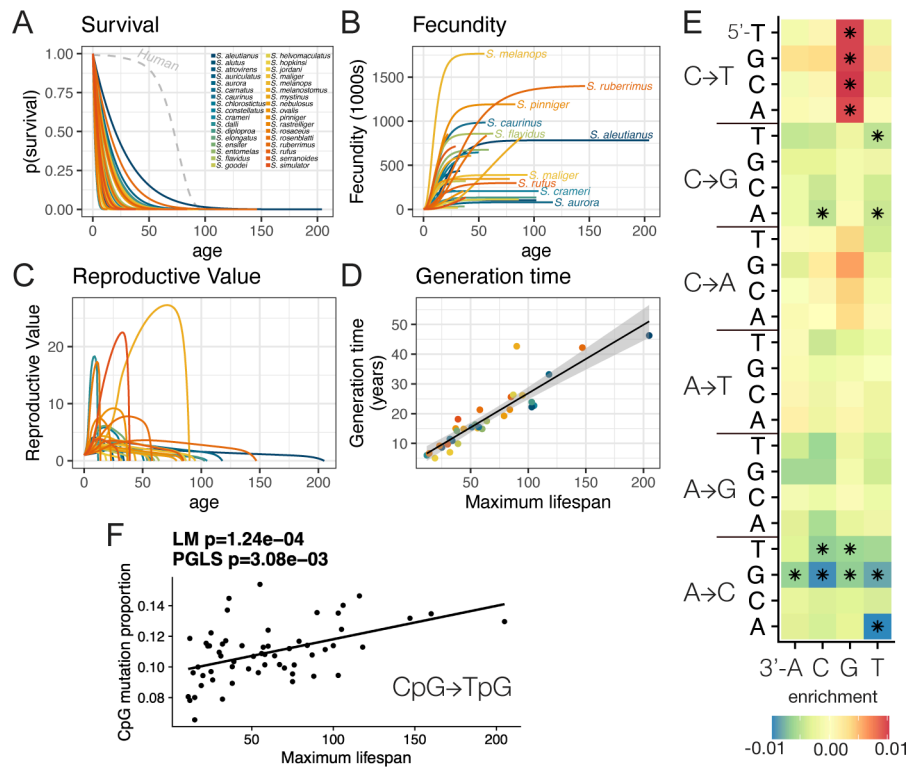 A
Survival
p(survival)
1.00
0.75
0.50
0.25
0.00
Human
S. aleutianus
S. alutus
S. atrovirens
S. auriculatus
S. aurora
S. carnatus
S. caurinus
S. chlorostictus
S. constellatus
S. crameri
S. dalli
S. diploproa
S. elongatus
S. ensifer
S. entomelas
S. flavidus
S. goodei
S. helvomaculatus
S. hopkinsi
S. jordani
S. maliger
S. melanops
S. melanostomus
S. mystinus
S. nebulosus
S. ovalis
S. pinniger
S. rastrelliger
S. rosaceus
S. rosenblatti
S. ruberrimus
S. rufus
S. serranoides
S. simulator
0 50 100 150 200
age
B
Fecundity
Fecundity (1000s)
1500
1000
500
0
S. melanops
S. ruberrimus
S. pinniger
S. caurinus
S. flavidus
S. aleutianus
S. maliger
S. rufus
S. crameri
S. aurora
0 50 100 150 200
age
C
Reproductive Value
Reproductive Value
20
10
0
0 50 100 150 200
age
D
Generation time
Generation time
(years)
50
40
30
20
10
50 100 150 200
Maximum lifespan
E
5'-T
G
C
A
C→T
T
G
C
A
C→G
T
G
C
A
C→A
T
G
C
A
A→T
T
G
C
A
A→G
T
G
C
A
A→C
3'-A C G T
enrichment
-0.01 0.00 0.01
F
LM p=1.24e−04
PGLS p=3.08e−03
CpG mutation proportion
0.14
0.12
0.10
0.08
CpG→TpG
50 100 150 200
Maximum lifespan